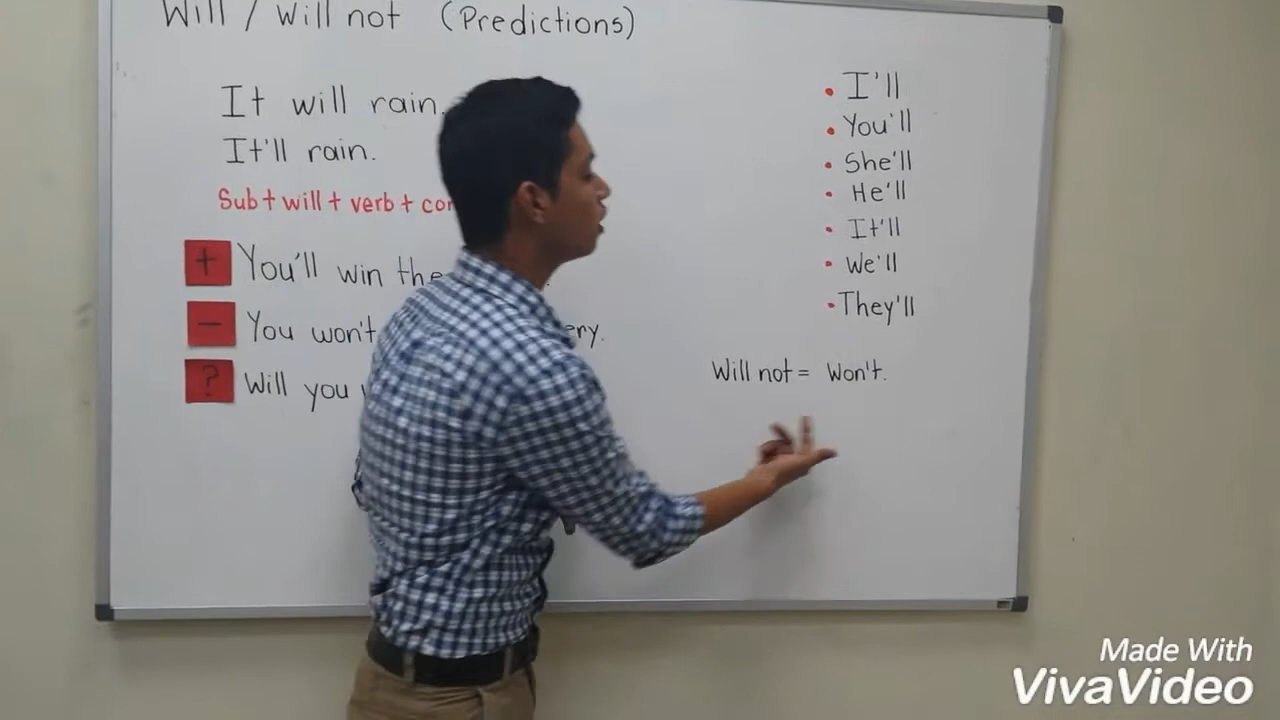 Will / Will not (Predictions)
It will rain.
It'll rain.
Sub + will + verb + co
+ You'll win the
- You won't ery.
? Will you
• I'll
• You'll
• She'll
• He'll
• It'll
• We'll
• They'll
Will not = Won't.
Made With
VivaVideo